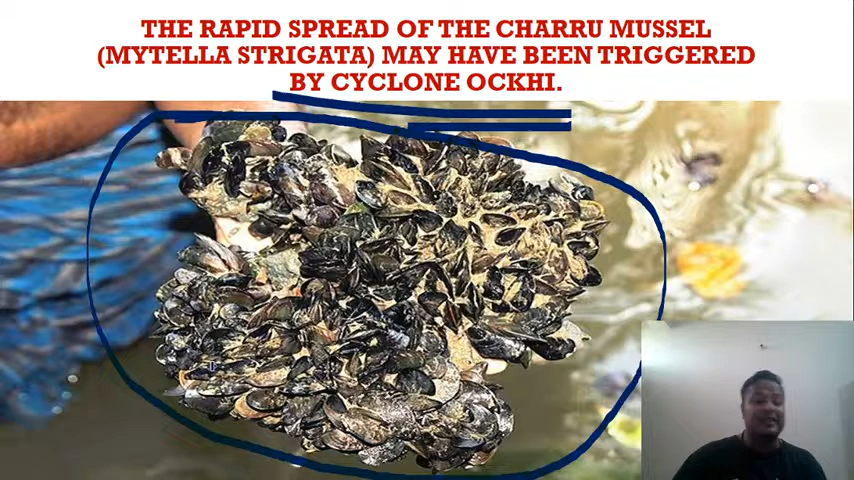 THE RAPID SPREAD OF THE CHARRU MUSSEL
(MYTELLA STRIGATA) MAY HAVE BEEN TRIGGERED
BY CYCLONE OCKHI.